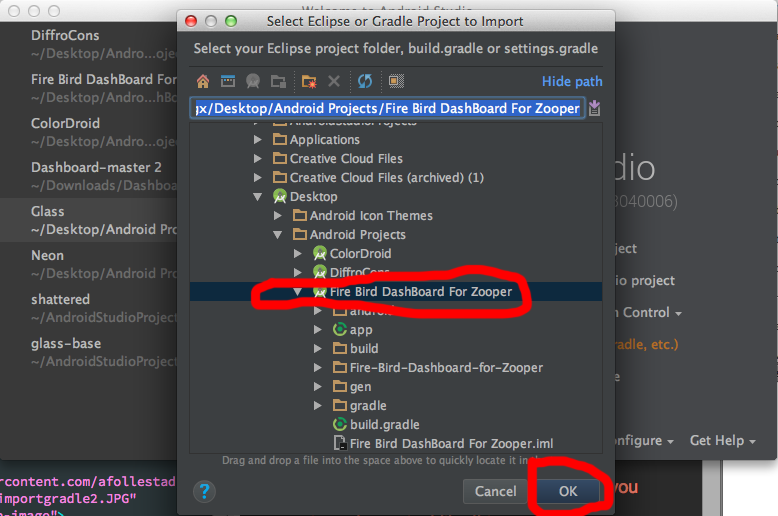 Welcome to Android Studio
Select Eclipse or Gradle Project to Import
Select your Eclipse project folder, build.gradle or settings.gradle
Hide path
ɣx/Desktop/Android Projects/Fire Bird DashBoard For Zooper
AndroidStudioProjects
Applications
Creative Cloud Files
Creative Cloud Files (archived) (1)
Desktop
Android Icon Themes
Android Projects
ColorDroid
DiffroCons
Fire Bird DashBoard For Zooper
android
app
build
Fire-Bird-Dashboard-for-Zooper
gen
gradle
build.gradle
Fire Bird DashBoard For Zooper.iml
Drag and drop a file into the space above to quickly locate it in
?
Cancel
OK
DiffroCons
~/Desktop/Andro...oje
Fire Bird DashBoard For
~/Desktop/Andro...hBo
ColorDroid
~/Desktop/Andro...oje
Dashboard-master 2
~/Downloads/Dashboa
Glass
~/Desktop/Android Pro
Neon
~/Desktop/Android Pro
shattered
~/AndroidStudioProject
glass-base
~/AndroidStudioProject
dio
3040006)
ject
io project
n Control
radle, etc.)
e
nfigure
Get Help
rcontent.com/afollestad
importgradle2.JPG"
o-image">
you